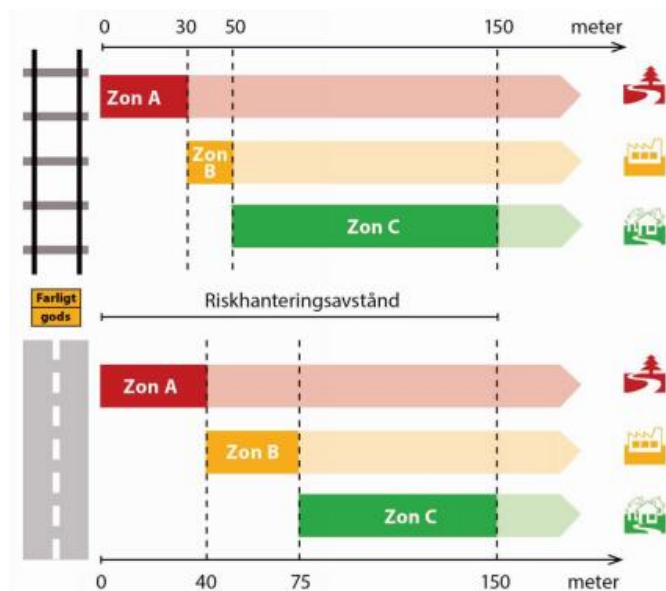 0 30 50 150 meter
Zon A
Zon
B
Zon C
Farligt
gods
Riskhanteringsavstånd
Zon A
Zon B
Zon C
0 40 75 150 meter